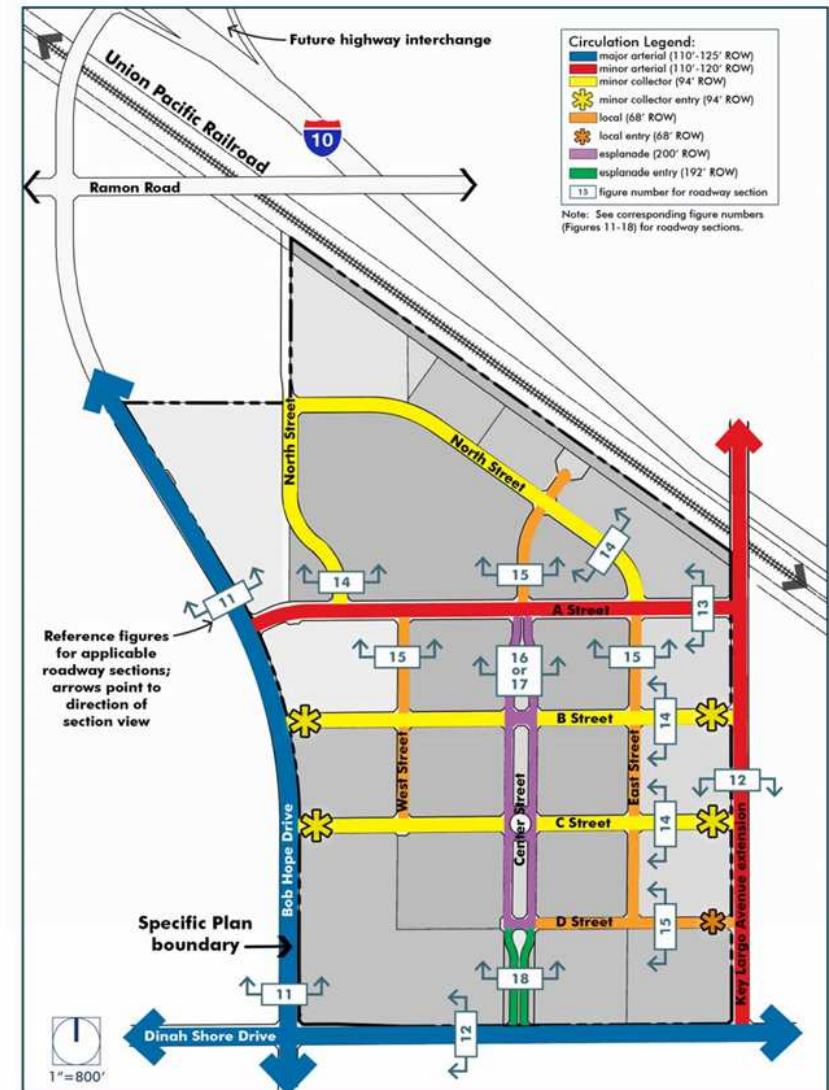 Future highway interchange
Union Pacific Railroad
10
Ramon Road
Circulation Legend:
major arterial (110'-125' ROW)
minor arterial (110'-120' ROW)
minor collector (94' ROW)
minor collector entry (94' ROW)
local (68' ROW)
local entry (68' ROW)
esplanade (200' ROW)
esplanade entry (192' ROW)
13 figure number for roadway section
Note: See corresponding figure numbers
(Figures 11-18) for roadway sections.
North Street
North Street
14
14
15
11
A Street
13
Reference figures
for applicable
roadway sections;
arrows point to
direction of
section view
15
16
or
17
15
B Street
14
West Street
East Street
Center Street
12
C Street
14
Bob Hope Drive
Key Largo Avenue extension
Specific Plan
boundary
D Street
15
18
11
12
Dinah Shore Drive
1"=800'